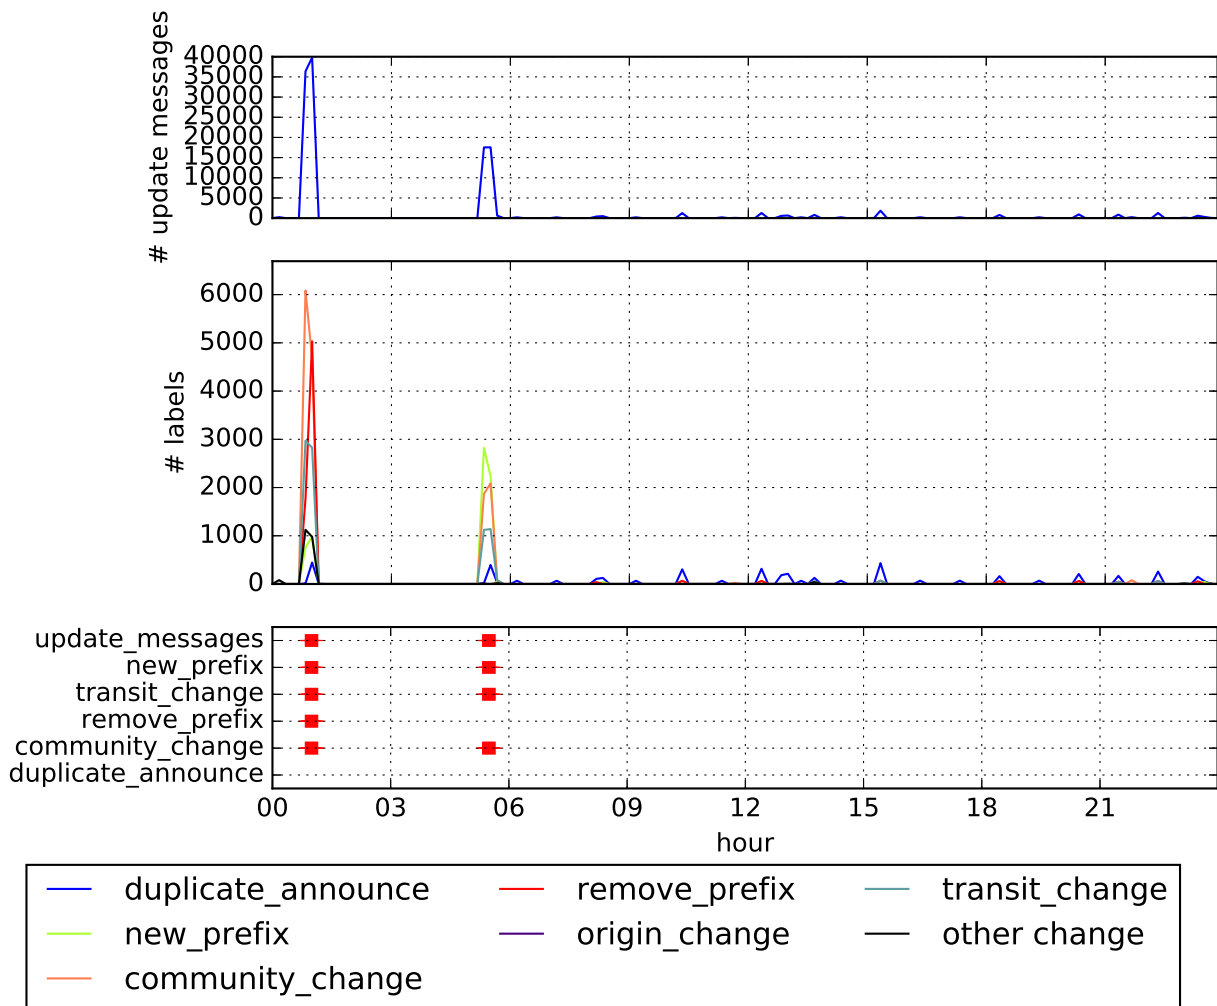 # update messages
40000
35000
30000
25000
20000
15000
10000
5000
0
# labels
6000
5000
4000
3000
2000
1000
0
update_messages
new_prefix
transit_change
remove_prefix
community_change
duplicate_announce
00 03 06 09 12 15 18 21
hour
duplicate_announce remove_prefix transit_change
new_prefix origin_change other change
community_change